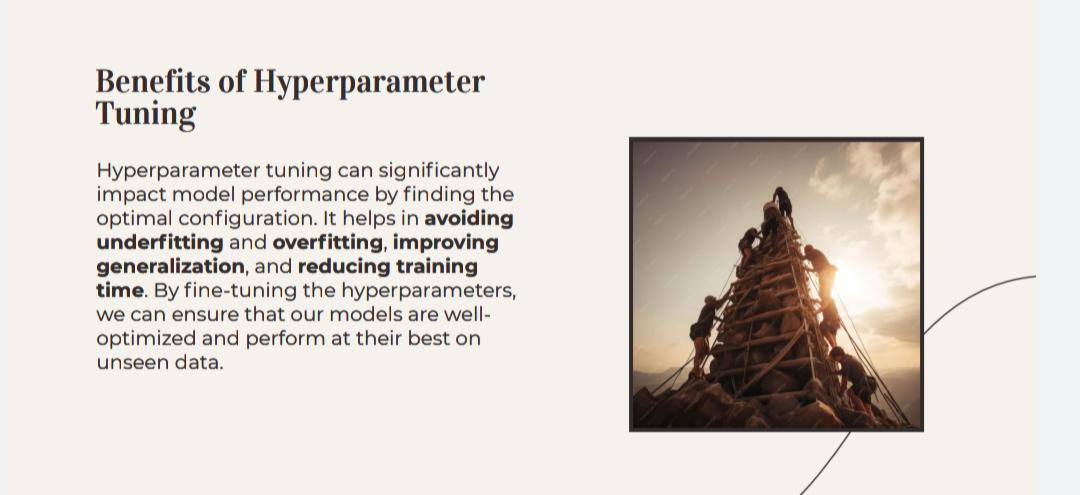 Benefits of Hyperparameter
Tuning
Hyperparameter tuning can significantly
impact model performance by finding the
optimal configuration. It helps in avoiding
underfitting and overfitting, improving
generalization, and reducing training
time. By fine-tuning the hyperparameters,
we can ensure that our models are well-
optimized and perform at their best on
unseen data.